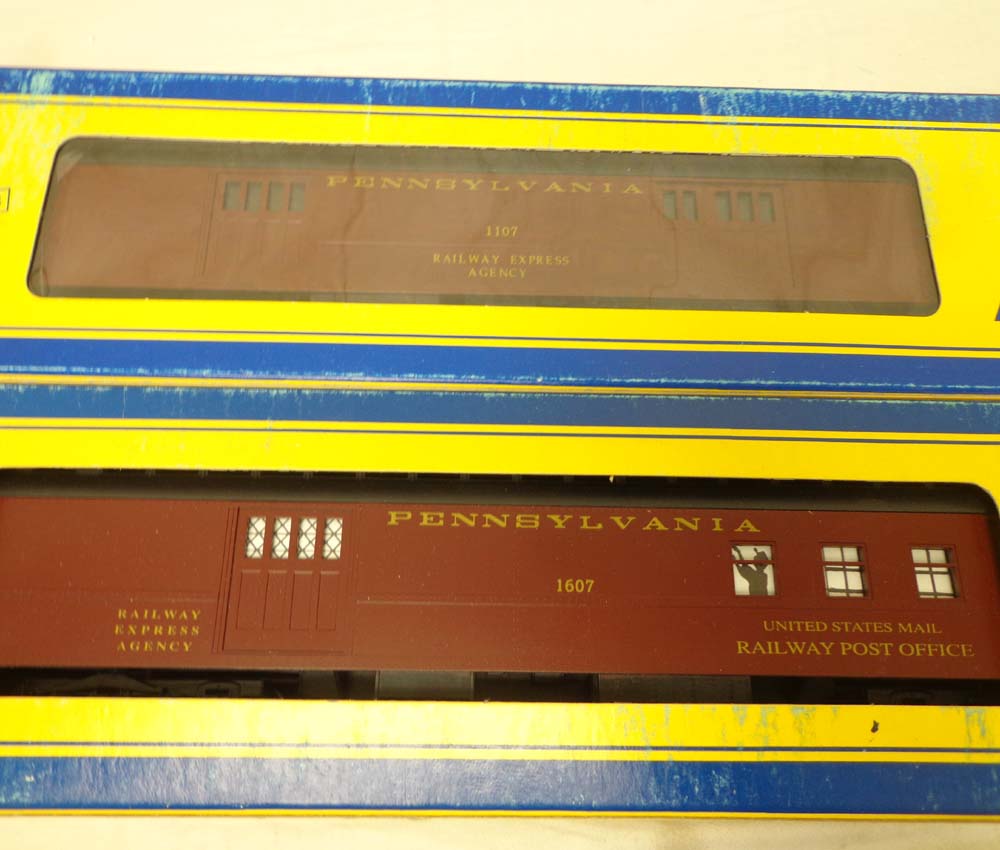 PENNSYLVANIA
1107
RAILWAY EXPRESS
AGENCY
PENNSYLVANIA
1607
RAILWAY
EXPRESS
AGENCY
UNITED STATES MAIL
RAILWAY POST OFFICE